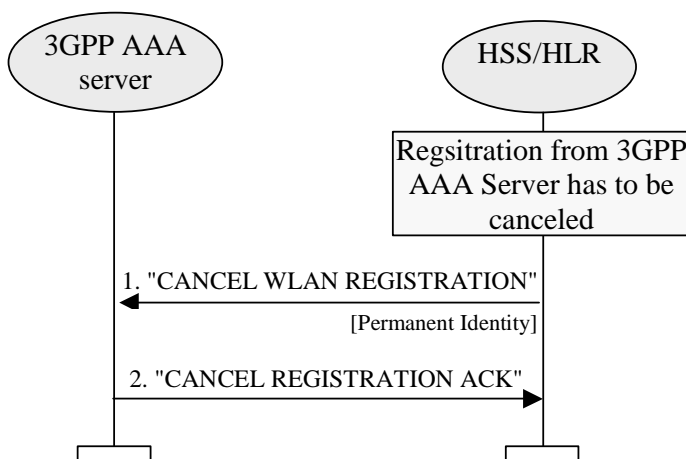 3GPP AAA
server
HSS/HLR
Regsitration from 3GPP
AAA Server has to be
canceled
1. "CANCEL WLAN REGISTRATION"
[Permanent Identity]
2. "CANCEL REGISTRATION ACK"